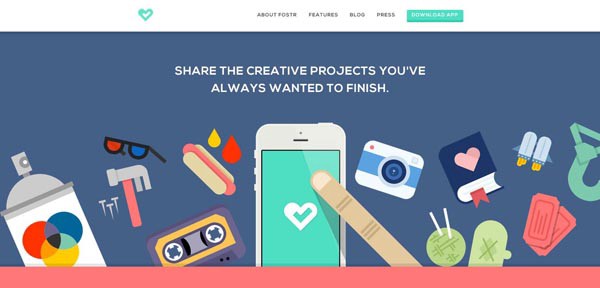 ABOUT FOSTR FEATURES BLOG PRESS DOWNLOAD APP
SHARE THE CREATIVE PROJECTS YOU'VE
ALWAYS WANTED TO FINISH.